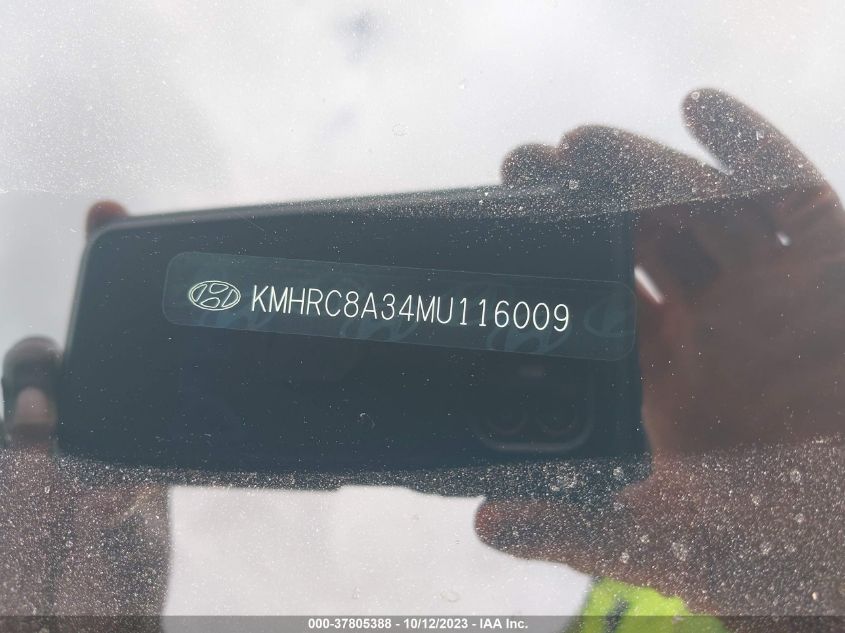 KMHRC8A34MU116009
000-37805388 - 10/12/2023 - IAA Inc.